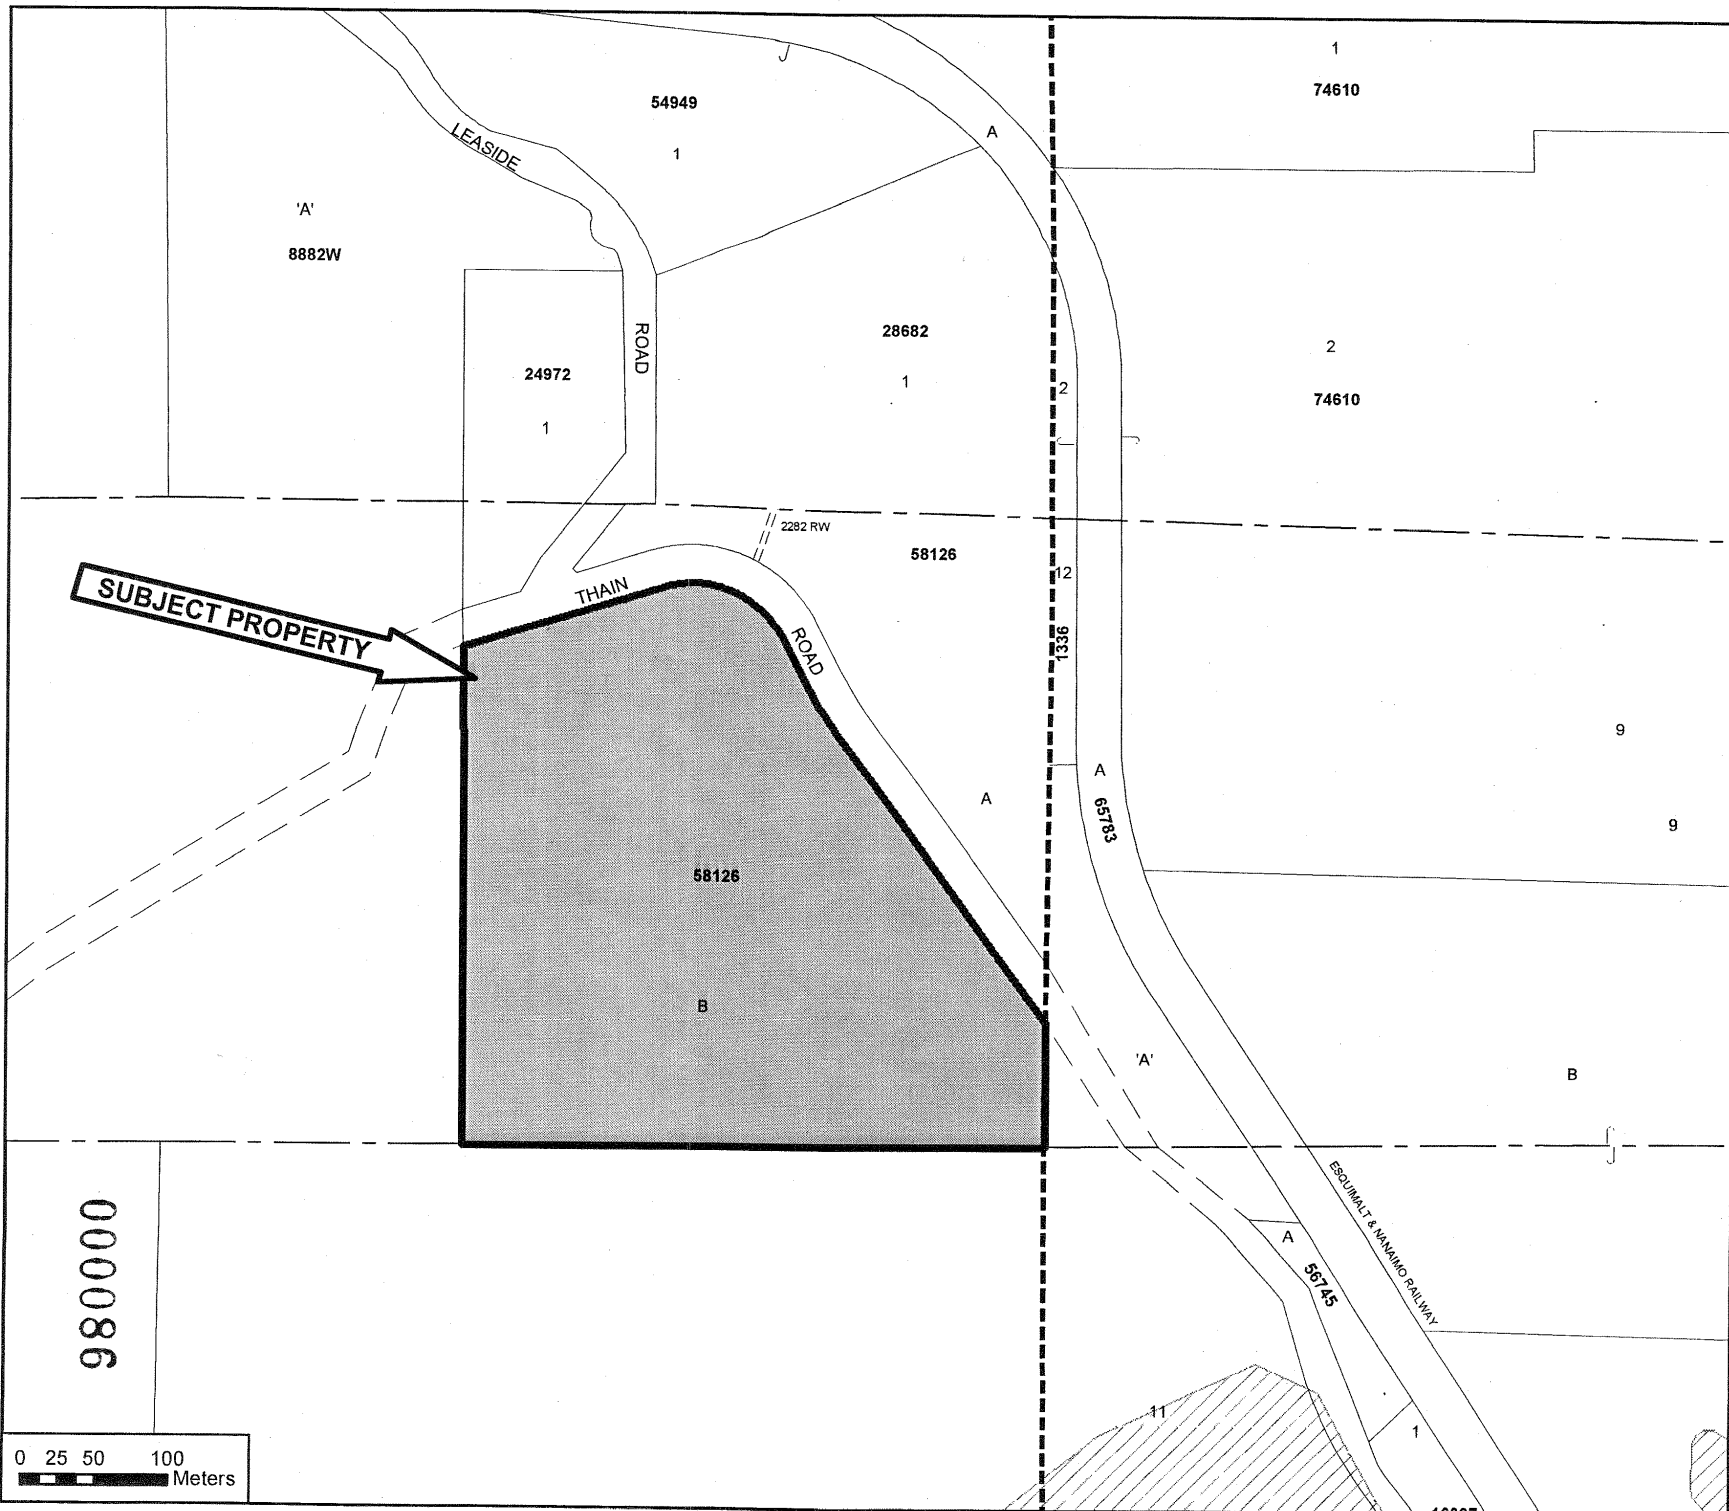 1
74610
54949
1
A
LEASIDE
'A'
8882W
ROAD
28682
1
24972
1
2
2
74610
2282 RW
58126
12
1336
THAIN
ROAD
SUBJECT PROPERTY
9
A
65783
A
9
58126
B
'A'
B
ESQUIMALT & NANAIMO RAILWAY
A
56745
980000
11
1
0 25 50 100
Meters